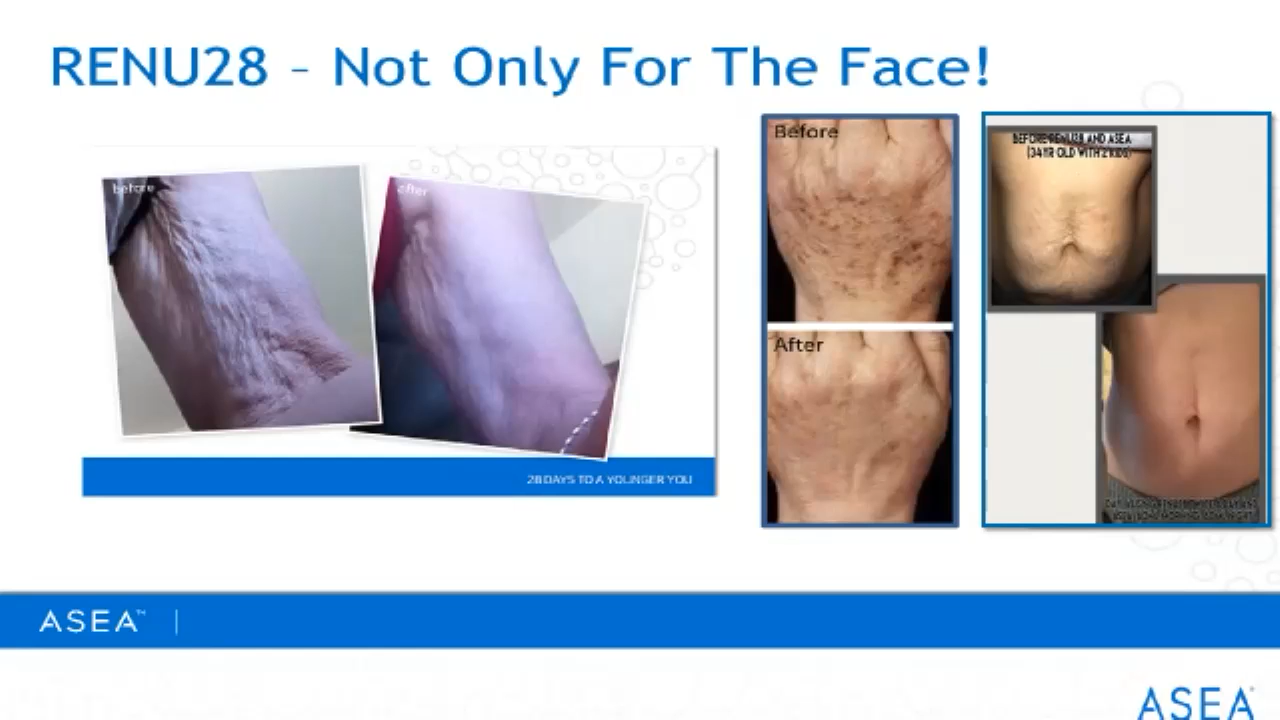 RENU28 – Not Only For The Face!
before
after
28 DAYS TO A YOUNGER YOU
Before
After
BEFORE RENU28 AND ASEA
(34 YR OLD WITH 2 KIDS)
ASEA™
ASEA